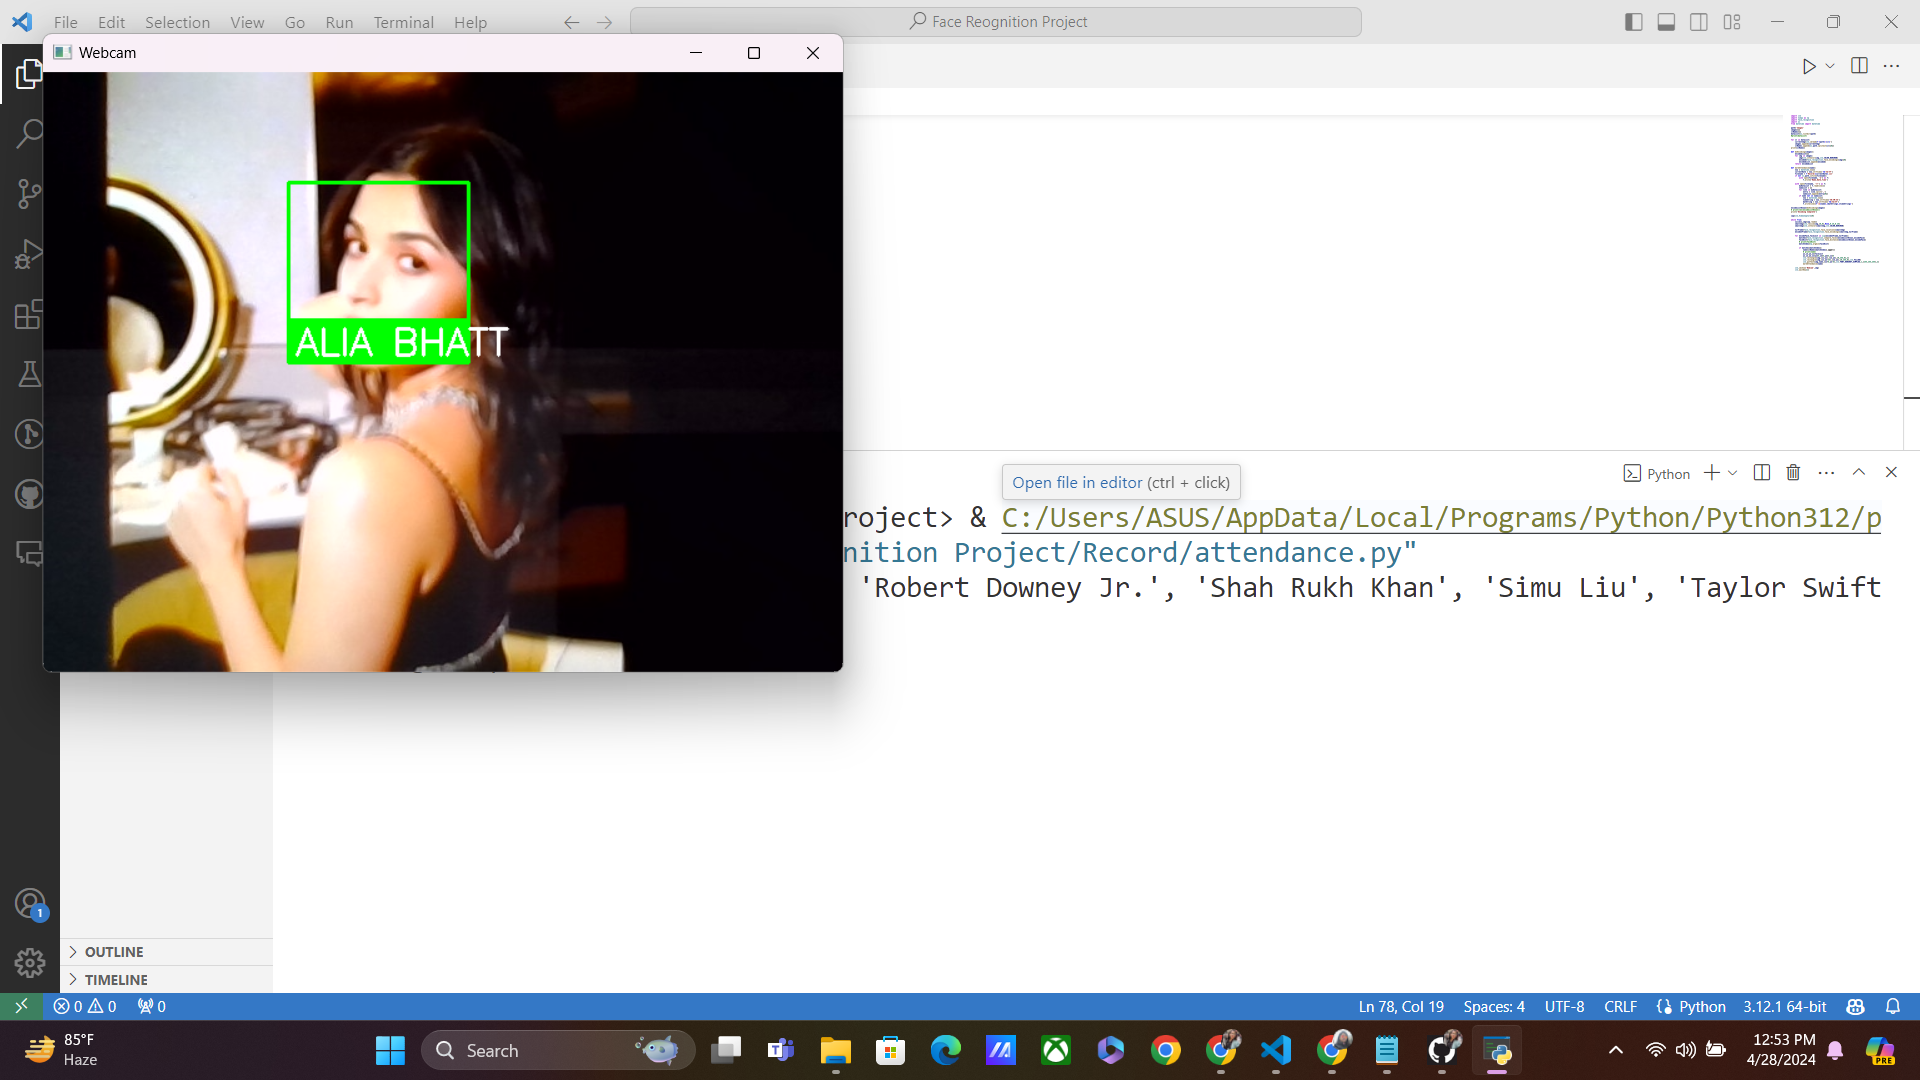 File Edit Selection View Go Run Terminal Help
Face Reognition Project
Webcam
ALIA BHATT
Open file in editor (ctrl + click)
Python
roject> & C:/Users/ASUS/AppData/Local/Programs/Python/Python312/p
nition Project/Record/attendance.py"
'Robert Downey Jr.', 'Shah Rukh Khan', 'Simu Liu', 'Taylor Swift
1
OUTLINE
TIMELINE
0 0 0
Ln 78, Col 19 Spaces: 4 UTF-8 CRLF Python 3.12.1 64-bit
85°F
Haze
Search
12:53 PM
4/28/2024
PRE